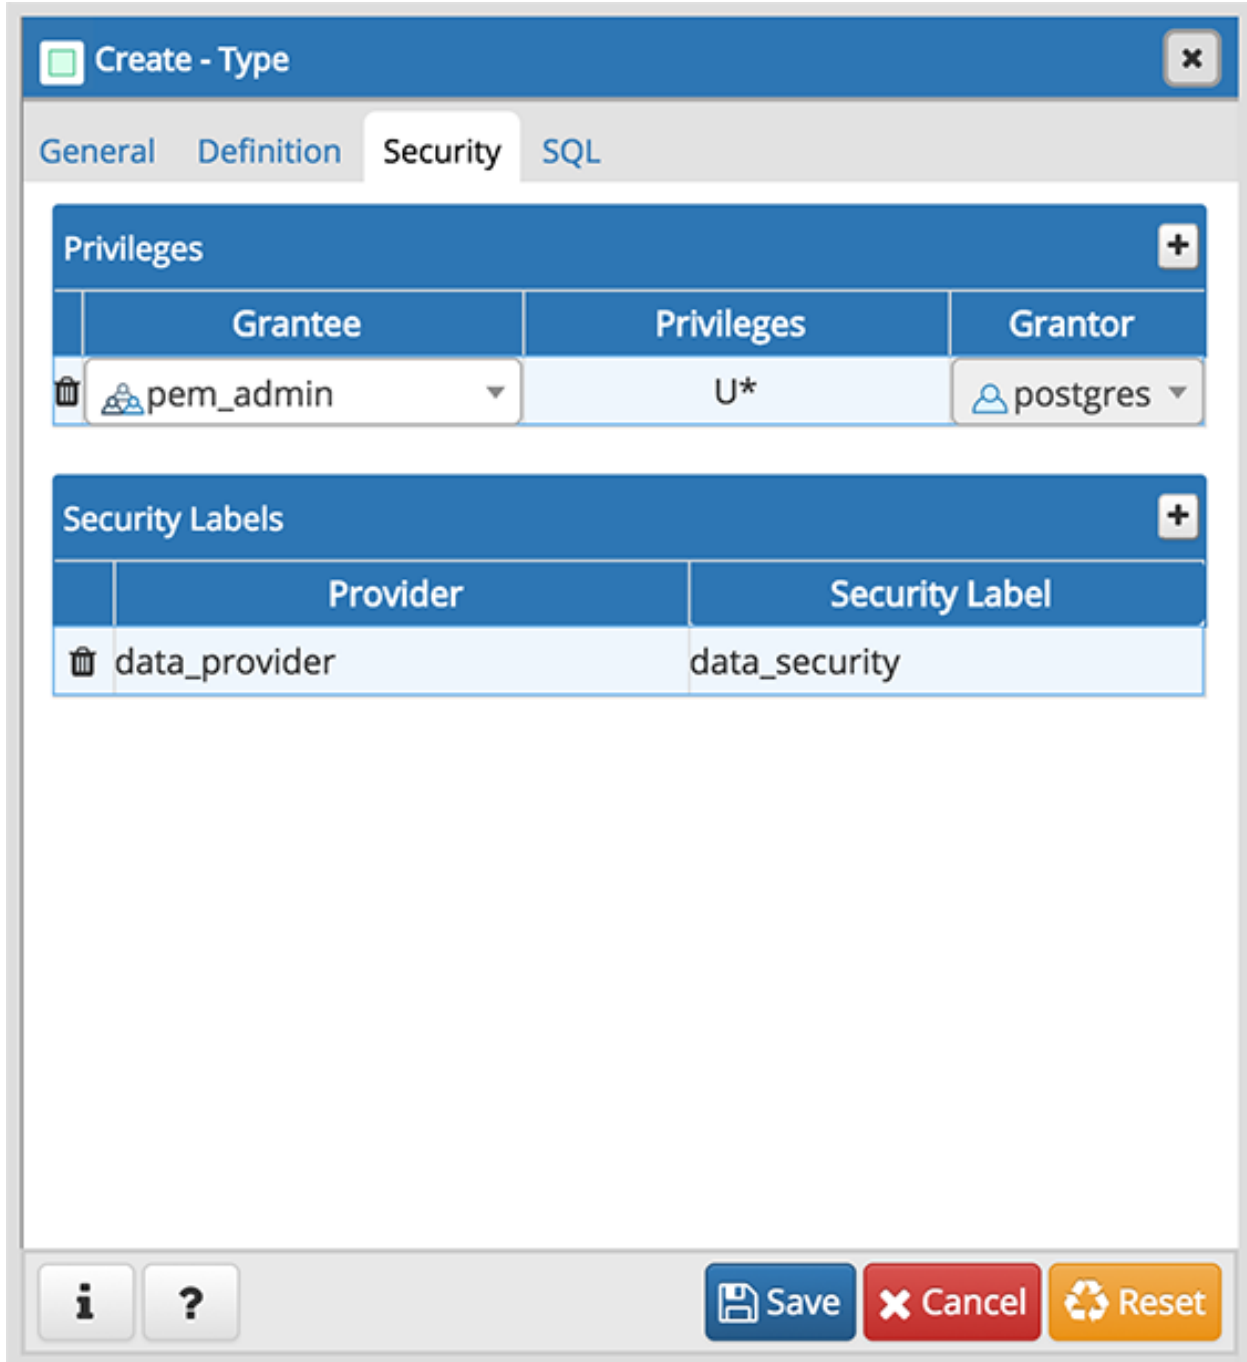 Create - Type
General Definition Security SQL
Privileges
Grantee Privileges Grantor
pem_admin U* postgres
Security Labels
Provider Security Label
data_provider data_security
i ? Save Cancel Reset